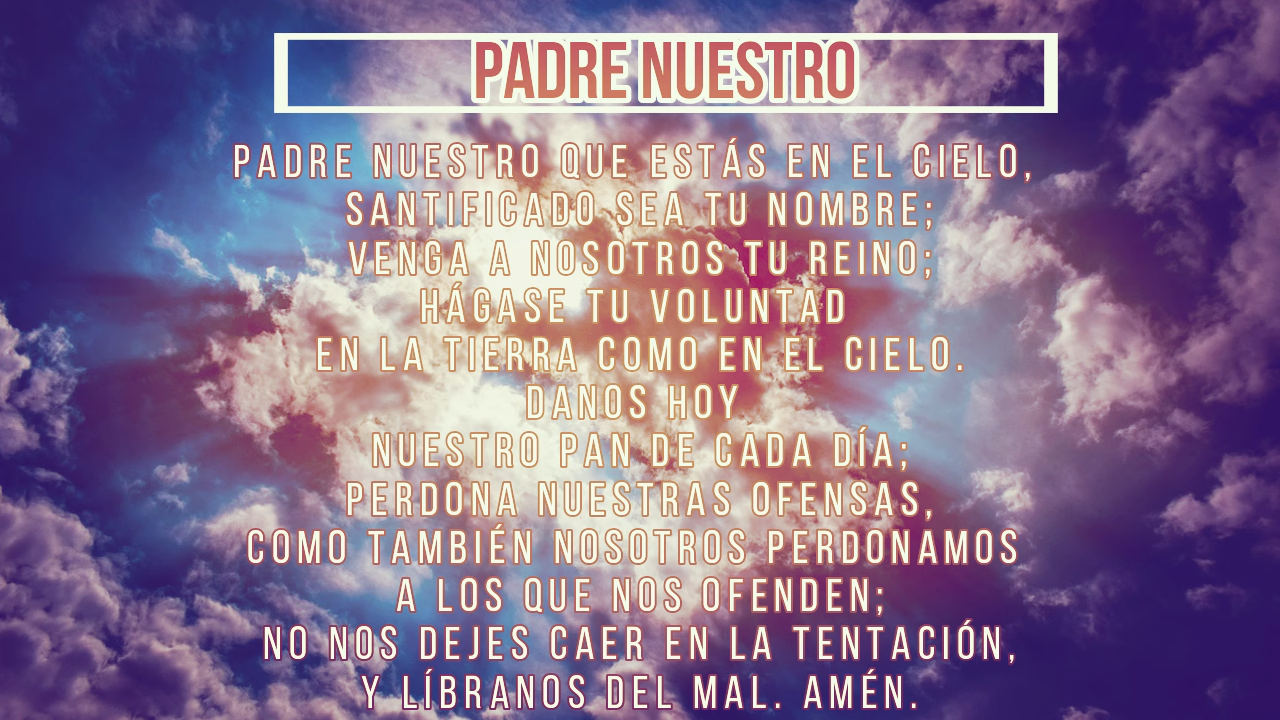 PADRE NUESTRO
PADRE NUESTRO QUE ESTÁS EN EL CIELO,
SANTIFICADO SEA TU NOMBRE;
VENGA A NOSOTROS TU REINO;
HÁGASE TU VOLUNTAD
EN LA TIERRA COMO EN EL CIELO.
DANOS HOY
NUESTRO PAN DE CADA DÍA;
PERDONA NUESTRAS OFENSAS,
COMO TAMBIÉN NOSOTROS PERDONAMOS
A LOS QUE NOS OFENDEN;
NO NOS DEJES CAER EN LA TENTACIÓN,
Y LÍBRANOS DEL MAL. AMÉN.